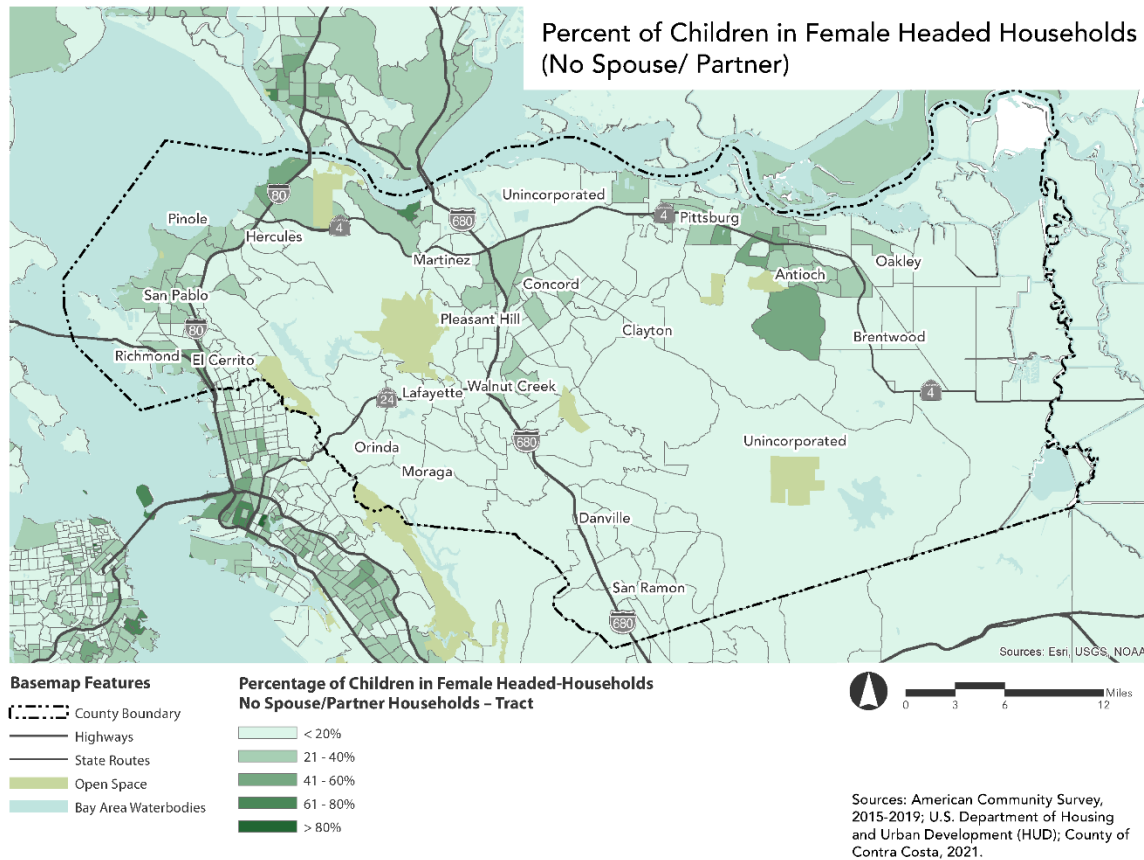 Percent of Children in Female Headed Households
(No Spouse/ Partner)
Unincorporated
80
Pinole
680
4
Pittsburg
Hercules
4
Martinez
Antioch
Oakley
San Pablo
Concord
80
Pleasant Hill
Clayton
Brentwood
Richmond
El Cerrito
Walnut Creek
24
Lafayette
4
Orinda
680
Unincorporated
Moraga
Danville
San Ramon
680
Sources: Esri, USGS, NOAA
Basemap Features
County Boundary
Highways
State Routes
Open Space
Bay Area Waterbodies
Percentage of Children in Female Headed-Households
No Spouse/Partner Households – Tract
< 20%
21 - 40%
41 - 60%
61 - 80%
> 80%
Miles
0 3 6 12
Sources: American Community Survey,
2015-2019; U.S. Department of Housing
and Urban Development (HUD); County of
Contra Costa, 2021.